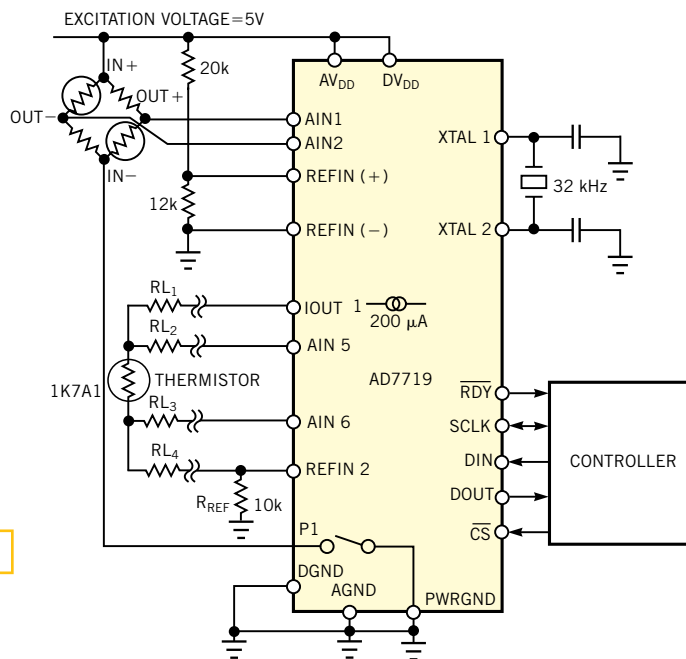 EXCITATION VOLTAGE=5V
IN+
20k
OUT+
OUT−
IN−
12k
AVDD
DVDD
AIN1
AIN2
REFIN (+)
REFIN (−)
XTAL 1
32 kHz
XTAL 2
RL1
RL2
IOUT 1
200 μA
AIN 5
1K7A1
THERMISTOR
AD7719
RL3
AIN 6
RL4
REFIN 2
RREF
10k
RDY
SCLK
DIN
DOUT
CS
CONTROLLER
P1
DGND
AGND
PWRGND